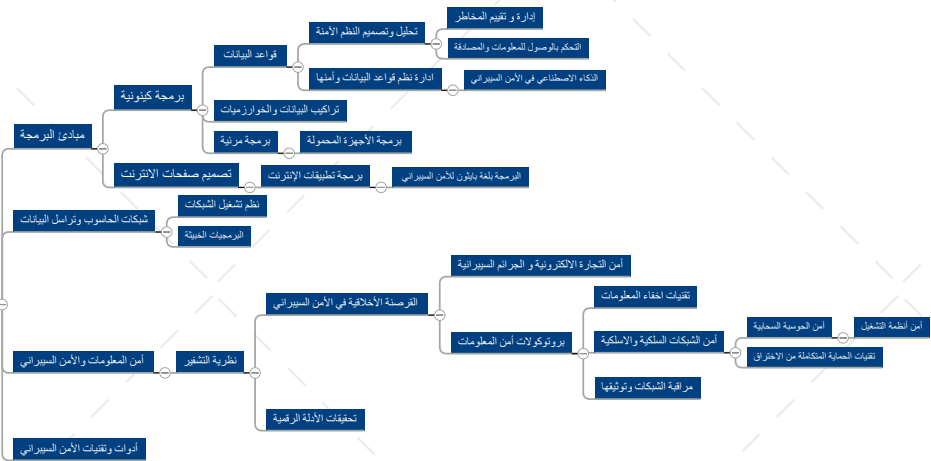 إدارة و تقييم المخاطر
تحليل وتصميم النظم الآمنة
التحكم بالوصول للمعلومات والمصادقة
قواعد البيانات
ادارة نظم قواعد البيانات وأمنها
الذكاء الاصطناعي في الأمن السيبراني
برمجة كينونية
تراكيب البيانات والخوارزميات
مبادئ البرمجة
برمجة مرئية
برمجة الأجهزة المحمولة
تصميم صفحات الانترنت
برمجة تطبيقات الإنترنت
البرمجة بلغة بايثون للأمن السيبراني
نظم تشغيل الشبكات
شبكات الحاسوب وتراسل البيانات
البرمجيات الخبيثة
أمن التجارة الالكترونية و الجرائم السيبرانية
القرصنة الأخلاقية في الأمن السيبراني
تقنيات اخفاء المعلومات
بروتوكولات أمن المعلومات
أمن الشبكات السلكية والاسلكية
أمن الحوسبة السحابية
أمن أنظمة التشغيل
تقنيات الحماية المتكاملة من الاختراق
أمن المعلومات والأمن السيبراني
نظرية التشفير
مراقبة الشبكات وتوثيقها
تحقيقات الأدلة الرقمية
أدوات وتقنيات الأمن السيبراني